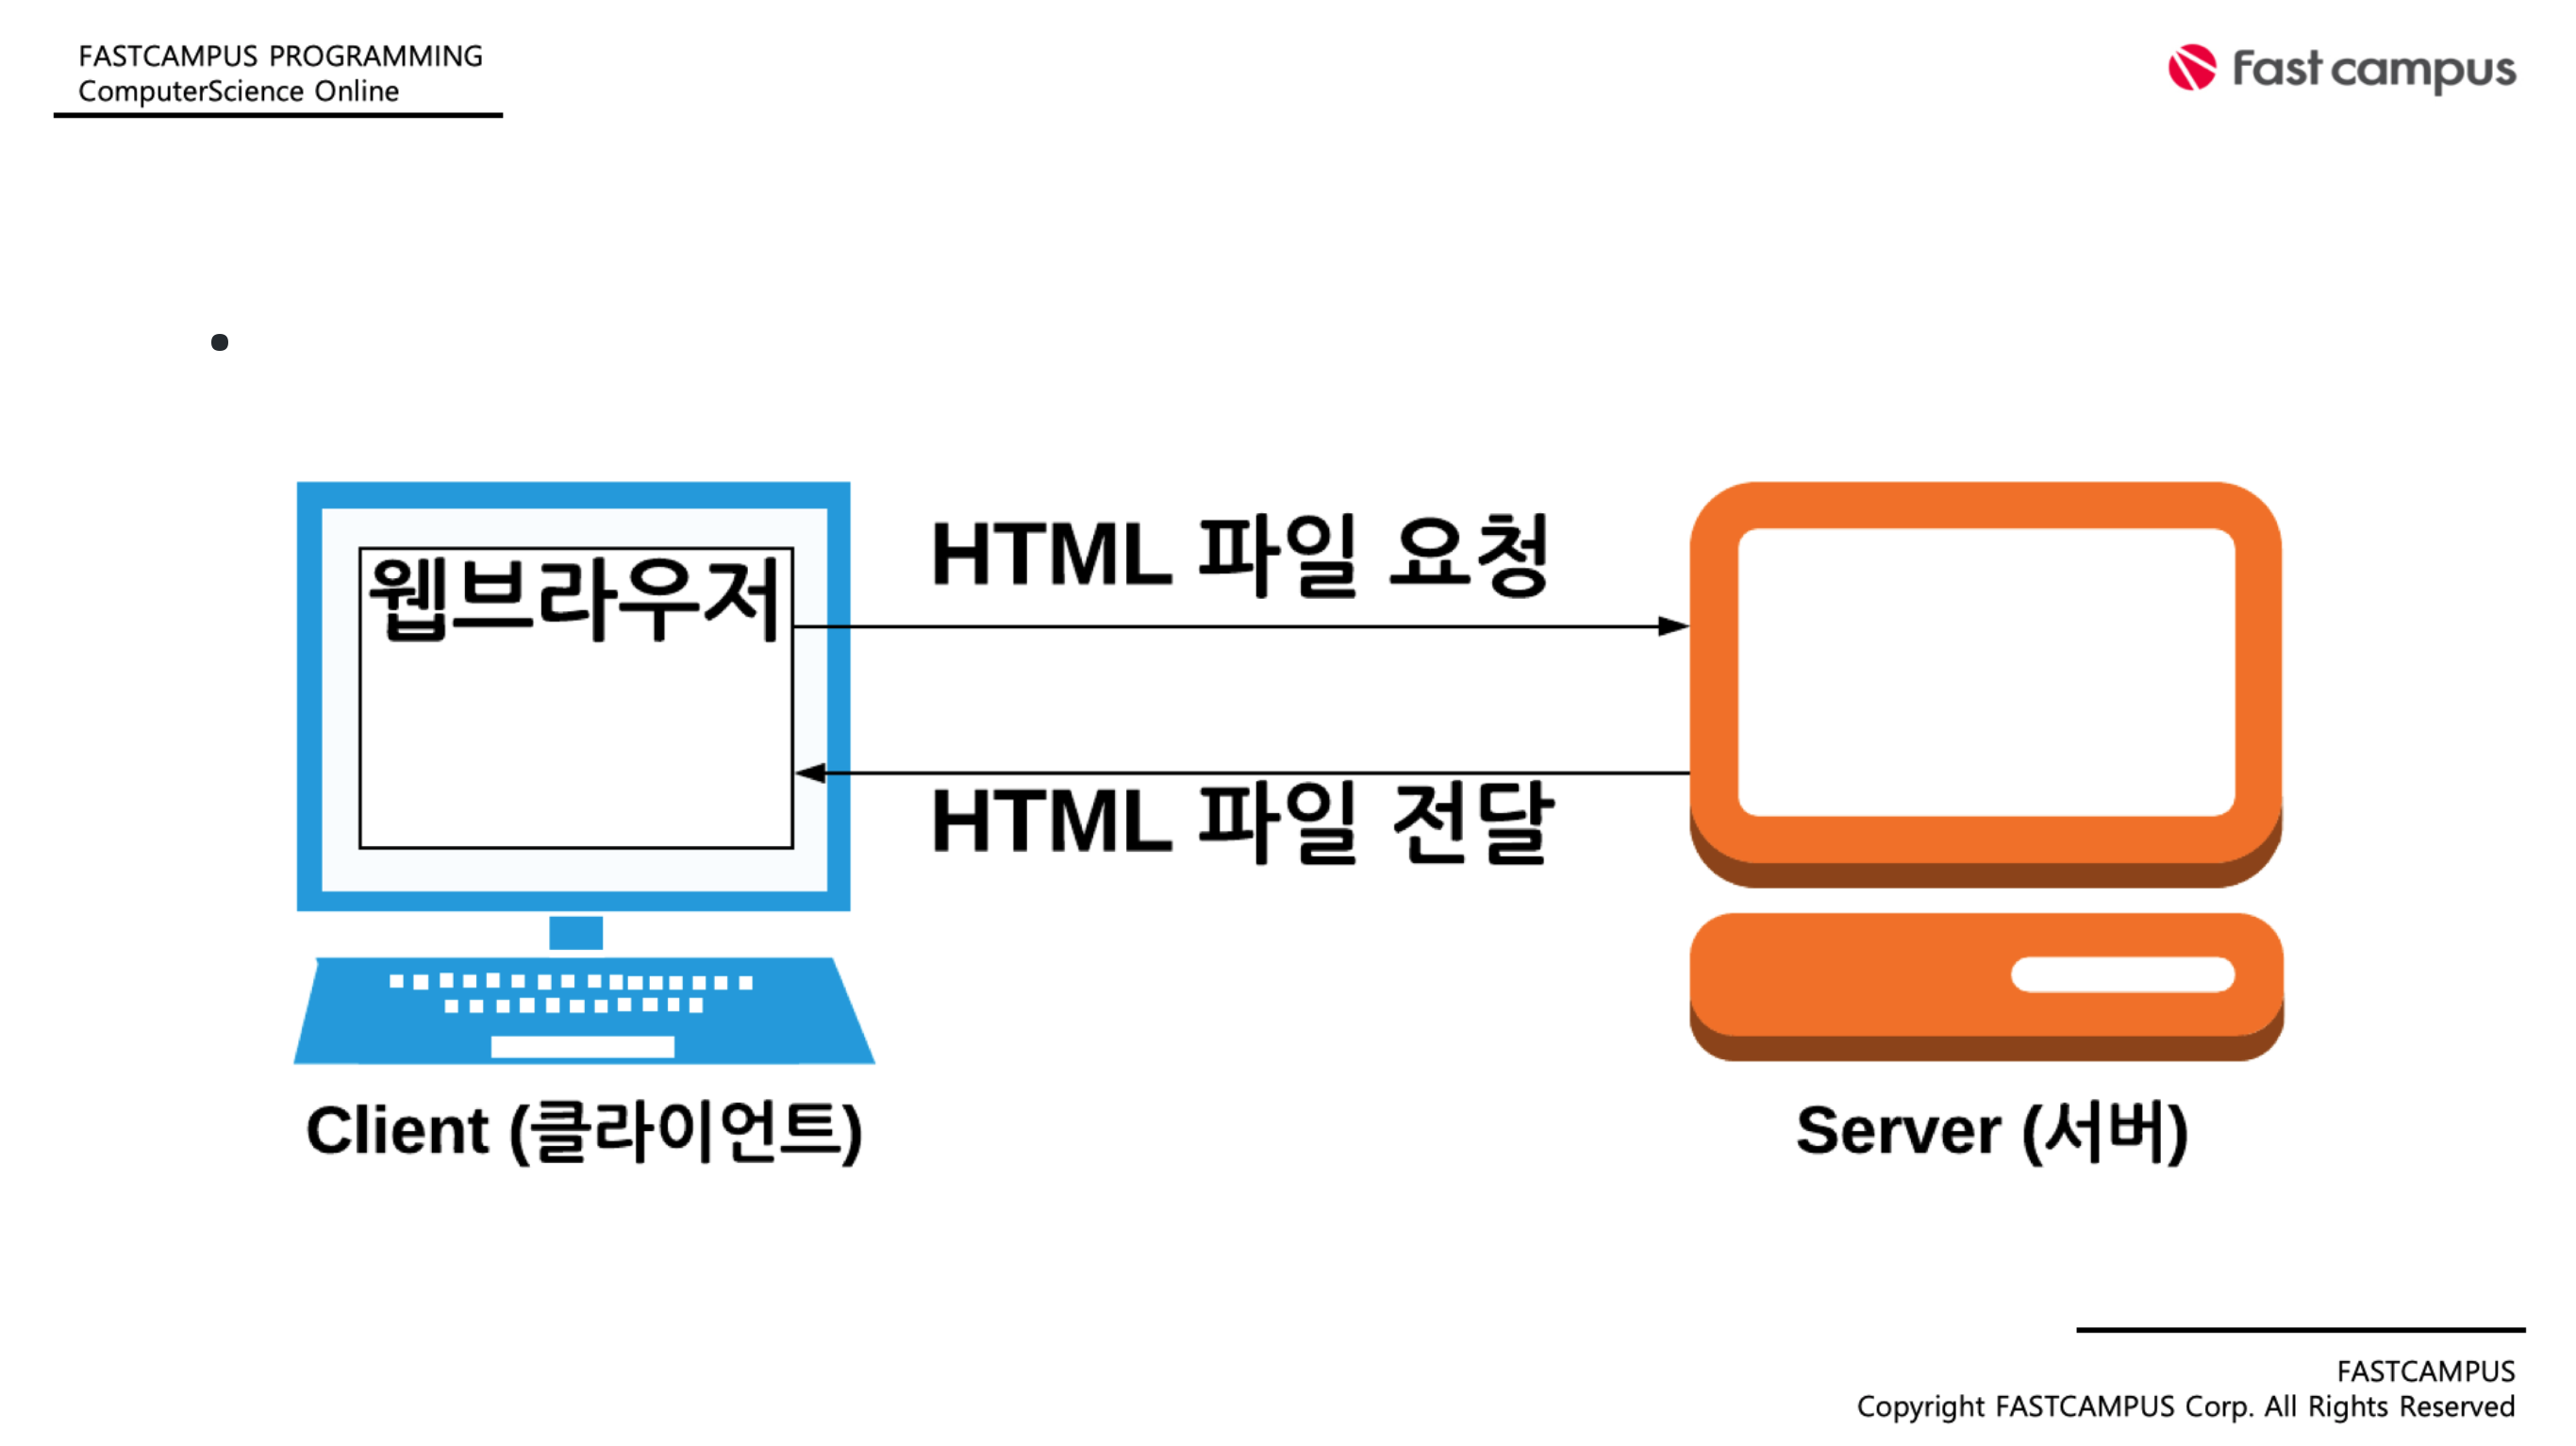 FASTCAMPUS PROGRAMMING
ComputerScience Online
Fast campus
•
웹브라우저
HTML 파일 요청
HTML 파일 전달
Client (클라이언트)
Server (서버)
FASTCAMPUS
Copyright FASTCAMPUS Corp. All Rights Reserved